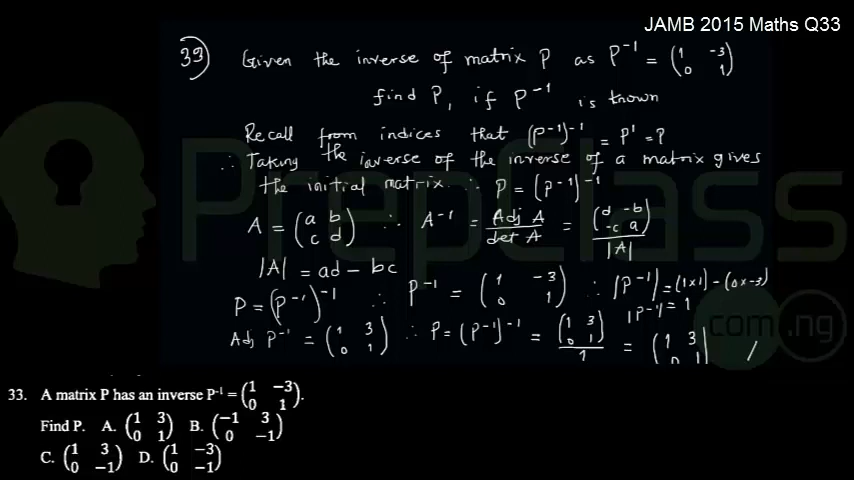 JAMB 2015 Maths Q33
33) Given the inverse of matrix P as P⁻¹ = (1 -3
0 1)
find P, if P⁻¹ is known
Recall from indices that (P⁻¹)⁻¹ = P¹ = P
∴ Taking the inverse of the inverse of a matrix gives
the initial matrix. ∴ P = (P⁻¹)⁻¹
A = (a b
c d) ∴ A⁻¹ = Adj A / det A = (d -b
-c a) / |A|
|A| = ad - bc
P = (P⁻¹)⁻¹ ∴ P⁻¹ = (1 -3
0 1) ∴ |P⁻¹| = (1×1) - (0×-3)
|P⁻¹| = 1
Adj P⁻¹ = (1 3
0 1) ∴ P = (P⁻¹)⁻¹ = (1 3
0 1) / 1 = (1 3
0 1) /
PrepClass
.com.ng
33. A matrix P has an inverse P⁻¹ = (1 −3
0 1).
Find P. A. (1 3
0 1) B. (−1 3
0 −1)
C. (1 3
0 −1) D. (1 −3
0 −1)